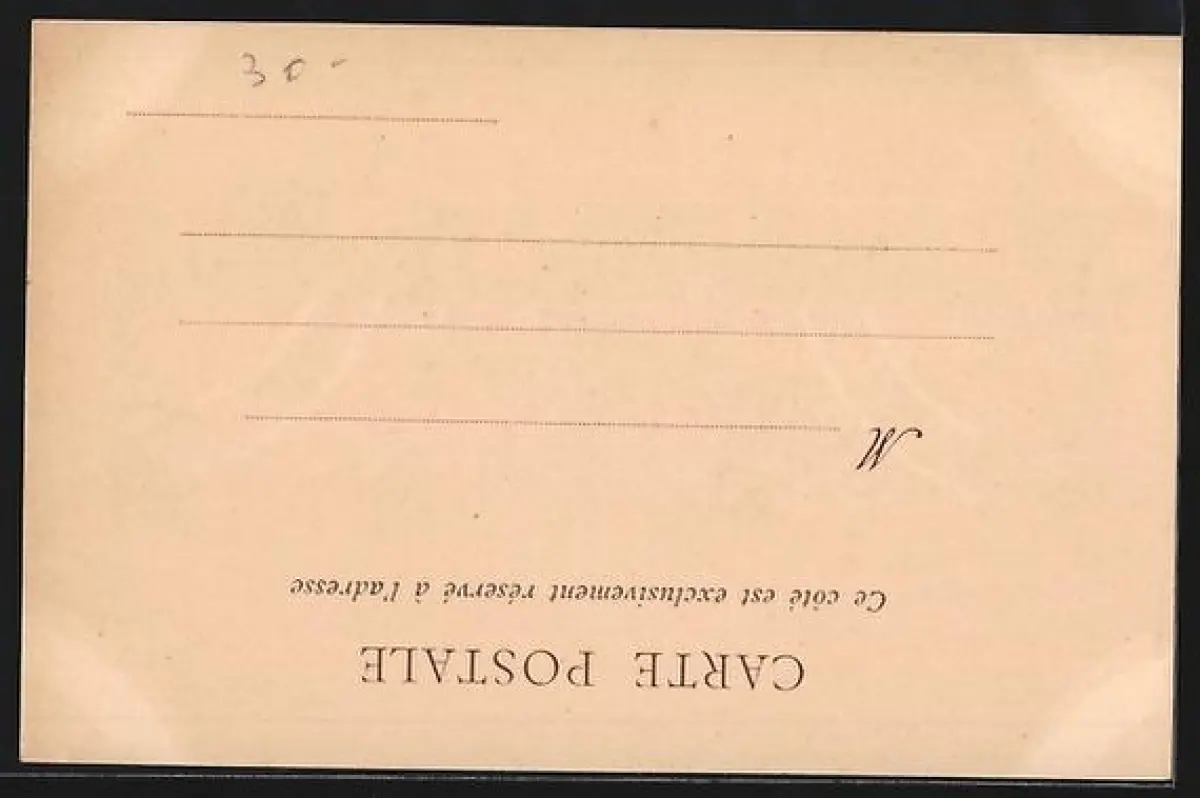 CARTE POSTALE
Ce côté est exclusivement réservé à l'adresse
M
30 -